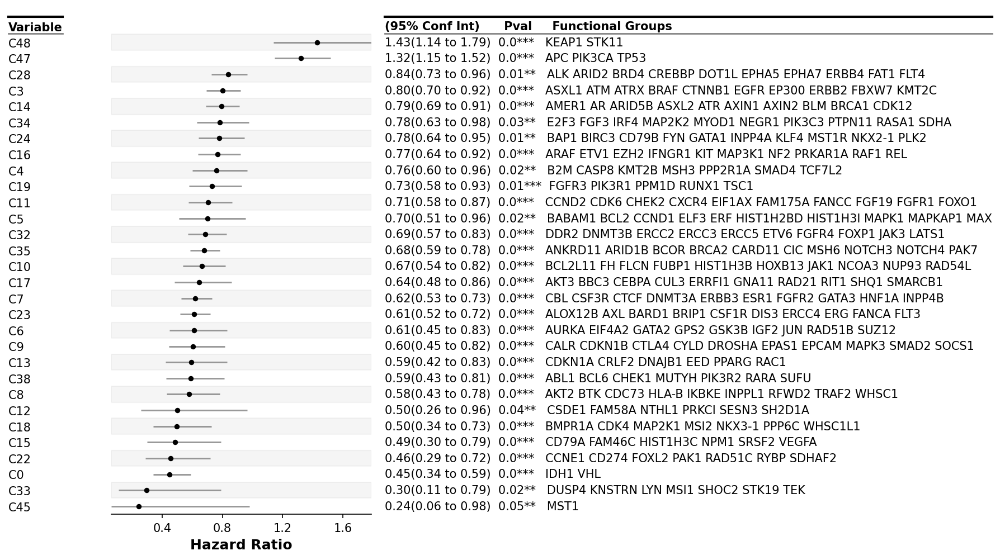 Variable (95% Conf Int) Pval Functional Groups
C48 1.43(1.14 to 1.79) 0.0*** KEAP1 STK11
C47 1.32(1.15 to 1.52) 0.0*** APC PIK3CA TP53
C28 0.84(0.73 to 0.96) 0.01** ALK ARID2 BRD4 CREBBP DOT1L EPHA5 EPHA7 ERBB4 FAT1 FLT4
C3 0.80(0.70 to 0.92) 0.0*** ASXL1 ATM ATRX BRAF CTNNB1 EGFR EP300 ERBB2 FBXW7 KMT2C
C14 0.79(0.69 to 0.91) 0.0*** AMER1 AR ARID5B ASXL2 ATR AXIN1 AXIN2 BLM BRCA1 CDK12
C34 0.78(0.63 to 0.98) 0.03** E2F3 FGF3 IRF4 MAP2K2 MYOD1 NEGR1 PIK3C3 PTPN11 RASA1 SDHA
C24 0.78(0.64 to 0.95) 0.01** BAP1 BIRC3 CD79B FYN GATA1 INPP4A KLF4 MST1R NKX2-1 PLK2
C16 0.77(0.64 to 0.92) 0.0*** ARAF ETV1 EZH2 IFNGR1 KIT MAP3K1 NF2 PRKAR1A RAF1 REL
C4 0.76(0.60 to 0.96) 0.02** B2M CASP8 KMT2B MSH3 PPP2R1A SMAD4 TCF7L2
C19 0.73(0.58 to 0.93) 0.01*** FGFR3 PIK3R1 PPM1D RUNX1 TSC1
C11 0.71(0.58 to 0.87) 0.0*** CCND2 CDK6 CHEK2 CXCR4 EIF1AX FAM175A FANCC FGF19 FGFR1 FOXO1
C5 0.70(0.51 to 0.96) 0.02** BABAM1 BCL2 CCND1 ELF3 ERF HIST1H2BD HIST1H3I MAPK1 MAPKAP1 MAX
C32 0.69(0.57 to 0.83) 0.0*** DDR2 DNMT3B ERCC2 ERCC3 ERCC5 ETV6 FGFR4 FOXP1 JAK3 LATS1
C35 0.68(0.59 to 0.78) 0.0*** ANKRD11 ARID1B BCOR BRCA2 CARD11 CIC MSH6 NOTCH3 NOTCH4 PAK7
C10 0.67(0.54 to 0.82) 0.0*** BCL2L11 FH FLCN FUBP1 HIST1H3B HOXB13 JAK1 NCOA3 NUP93 RAD54L
C17 0.64(0.48 to 0.86) 0.0*** AKT3 BBC3 CEBPA CUL3 ERRFI1 GNA11 RAD21 RIT1 SHQ1 SMARCB1
C7 0.62(0.53 to 0.73) 0.0*** CBL CSF3R CTCF DNMT3A ERBB3 ESR1 FGFR2 GATA3 HNF1A INPP4B
C23 0.61(0.52 to 0.72) 0.0*** ALOX12B AXL BARD1 BRIP1 CSF1R DIS3 ERCC4 ERG FANCA FLT3
C6 0.61(0.45 to 0.83) 0.0*** AURKA EIF4A2 GATA2 GPS2 GSK3B IGF2 JUN RAD51B SUZ12
C9 0.60(0.45 to 0.82) 0.0*** CALR CDKN1B CTLA4 CYLD DROSHA EPAS1 EPCAM MAPK3 SMAD2 SOCS1
C13 0.59(0.42 to 0.83) 0.0*** CDKN1A CRLF2 DNAJB1 EED PPARG RAC1
C38 0.59(0.43 to 0.81) 0.0*** ABL1 BCL6 CHEK1 MUTYH PIK3R2 RARA SUFU
C8 0.58(0.43 to 0.78) 0.0*** AKT2 BTK CDC73 HLA-B IKBKE INPPL1 RFWD2 TRAF2 WHSC1
C12 0.50(0.26 to 0.96) 0.04** CSDE1 FAM58A NTHL1 PRKCI SESN3 SH2D1A
C18 0.50(0.34 to 0.73) 0.0*** BMPR1A CDK4 MAP2K1 MSI2 NKX3-1 PPP6C WHSC1L1
C15 0.49(0.30 to 0.79) 0.0*** CD79A FAM46C HIST1H3C NPM1 SRSF2 VEGFA
C22 0.46(0.29 to 0.72) 0.0*** CCNE1 CD274 FOXL2 PAK1 RAD51C RYBP SDHAF2
C0 0.45(0.34 to 0.59) 0.0*** IDH1 VHL
C33 0.30(0.11 to 0.79) 0.02** DUSP4 KNSTRN LYN MSI1 SHOC2 STK19 TEK
C45 0.24(0.06 to 0.98) 0.05** MST1
0.4 0.8 1.2 1.6
Hazard Ratio